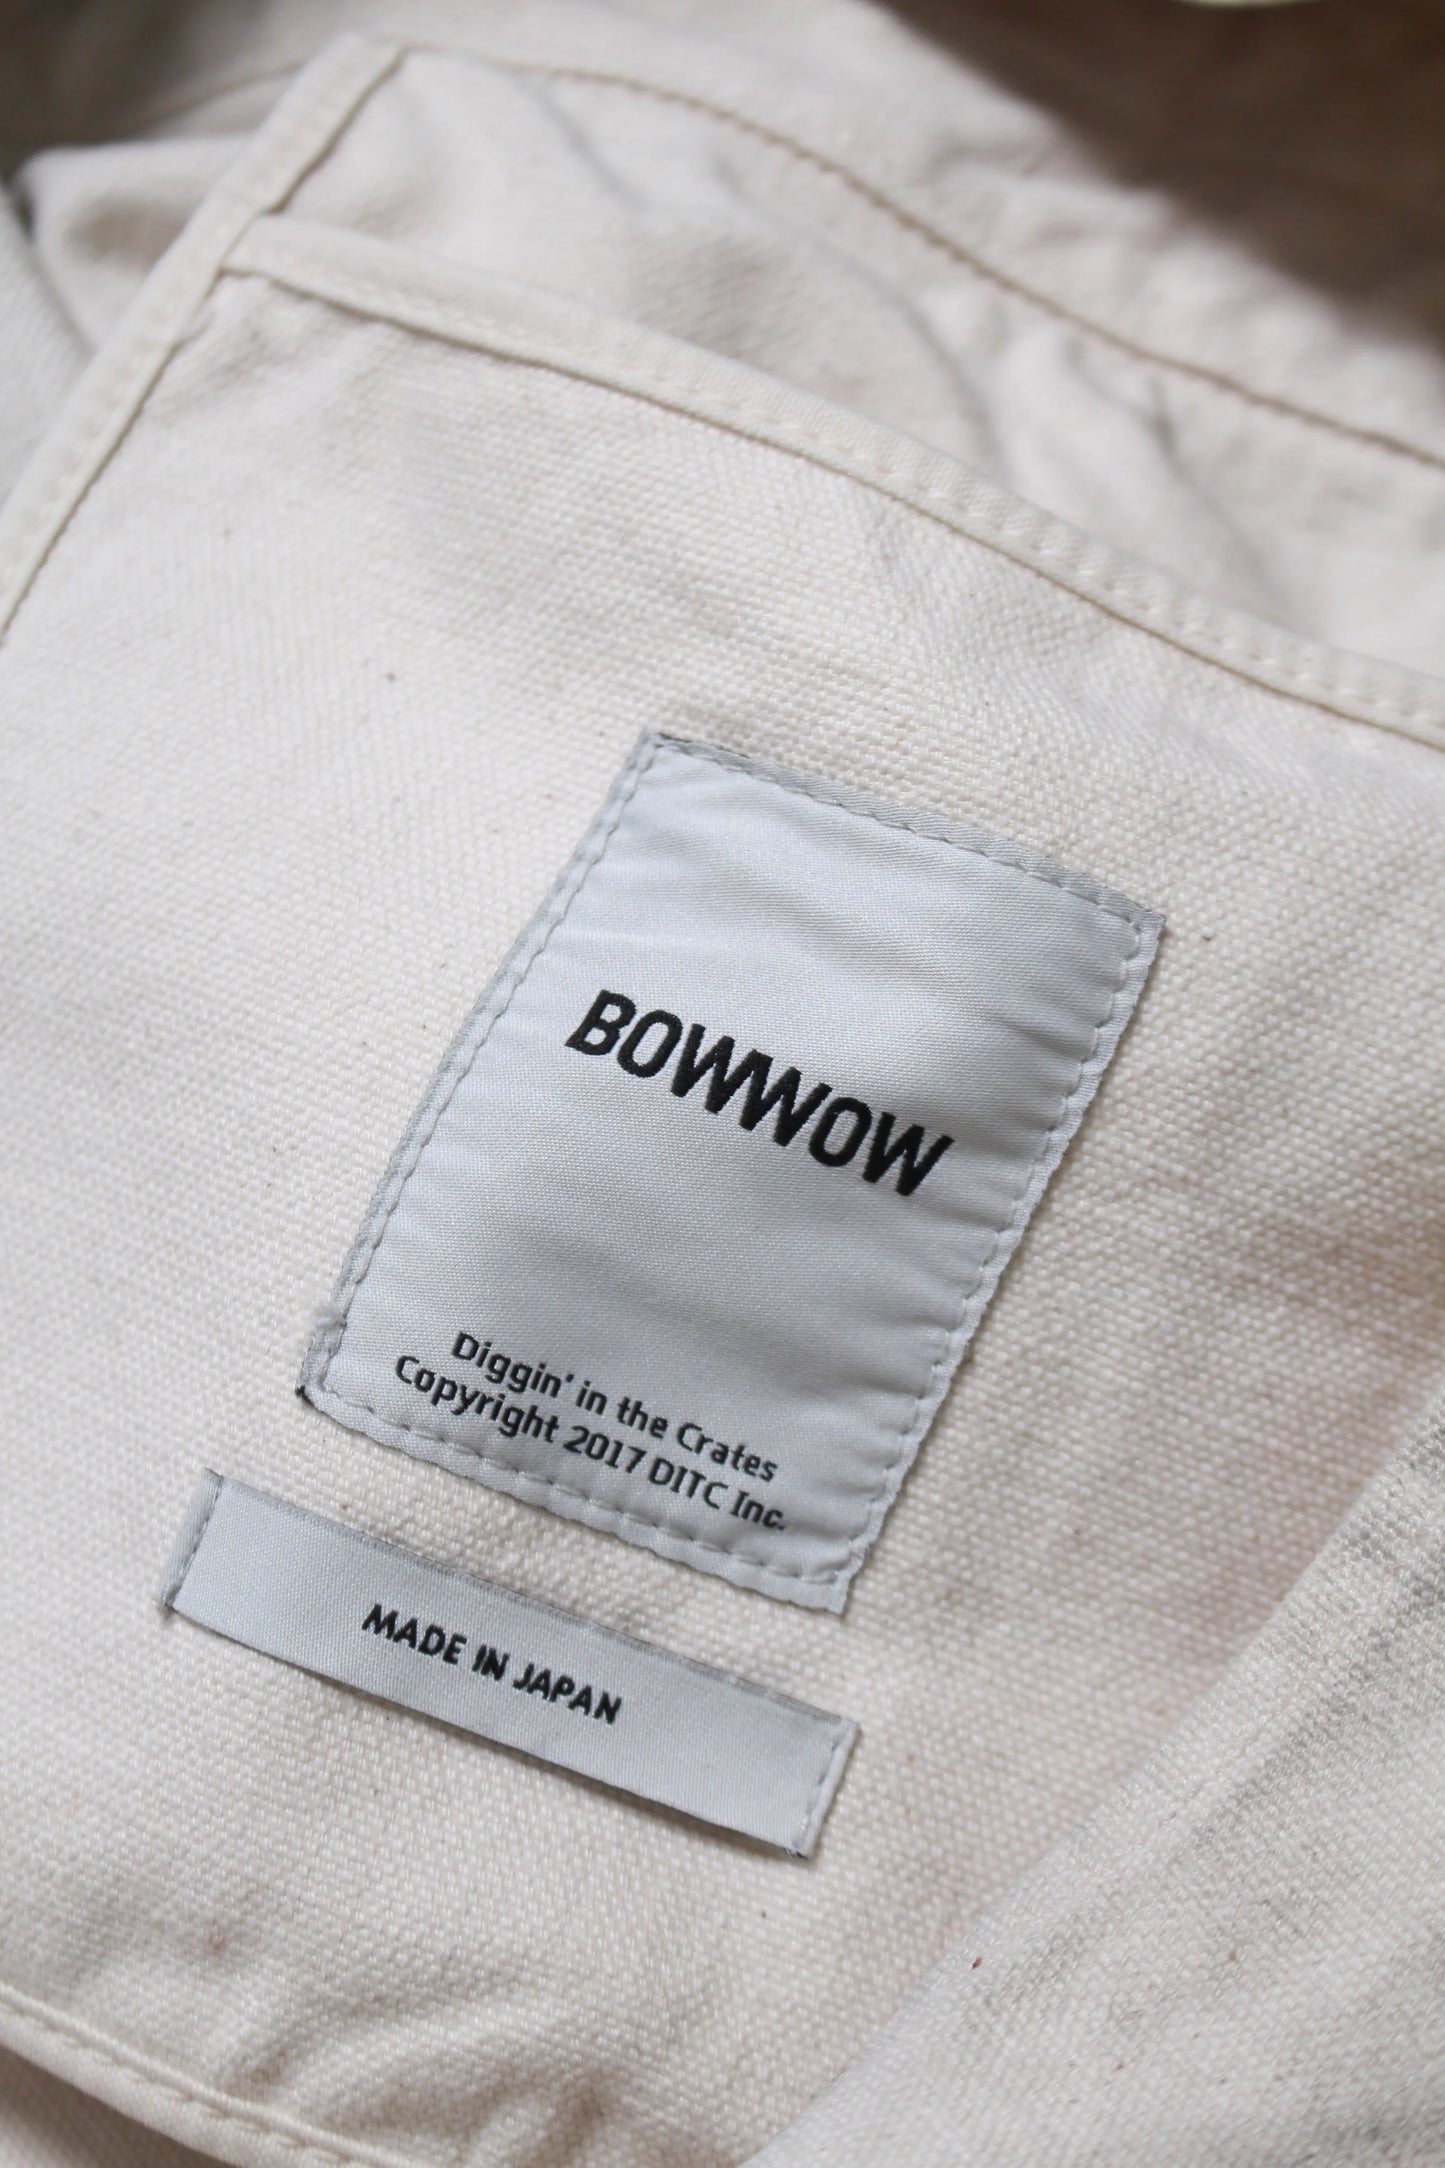 BOWWOW
Diggin' in the Crates
Copyright 2017 DITC Inc.
MADE IN JAPAN